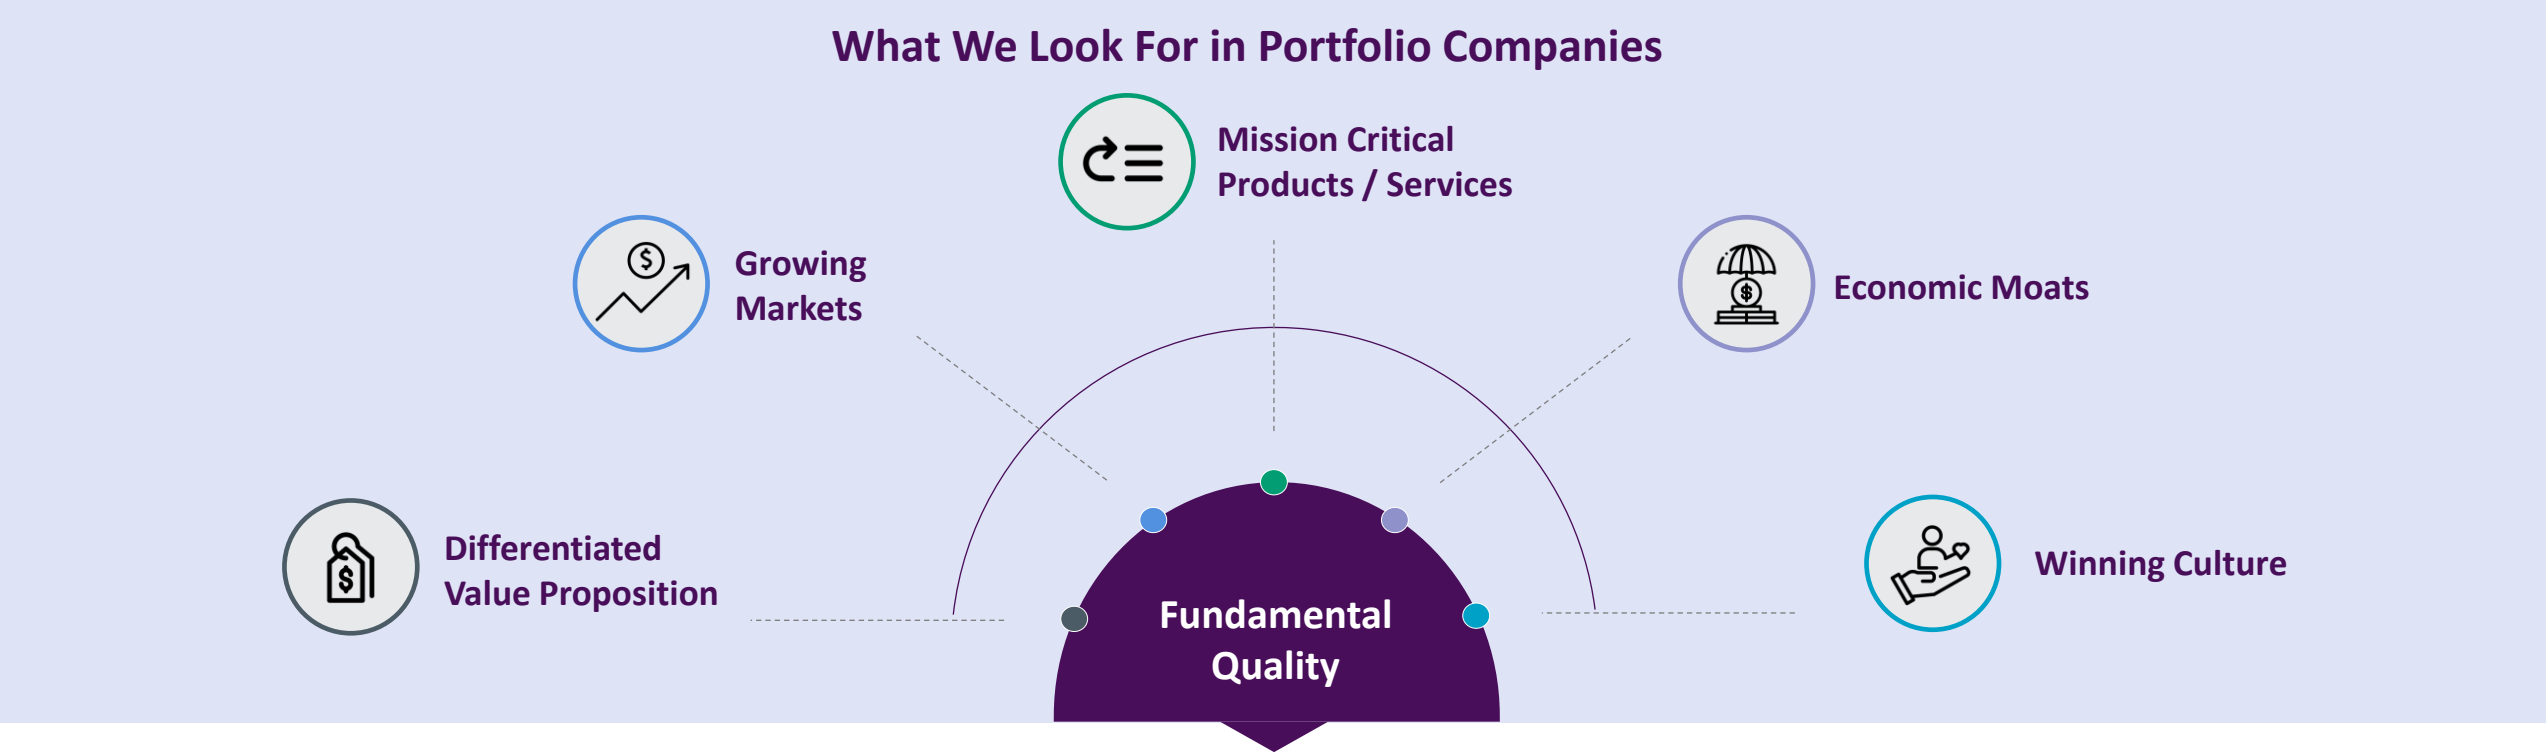 What We Look For in Portfolio Companies
Mission Critical
Products / Services
Growing
Markets
Economic Moats
Differentiated
Value Proposition
Winning Culture
Fundamental
Quality